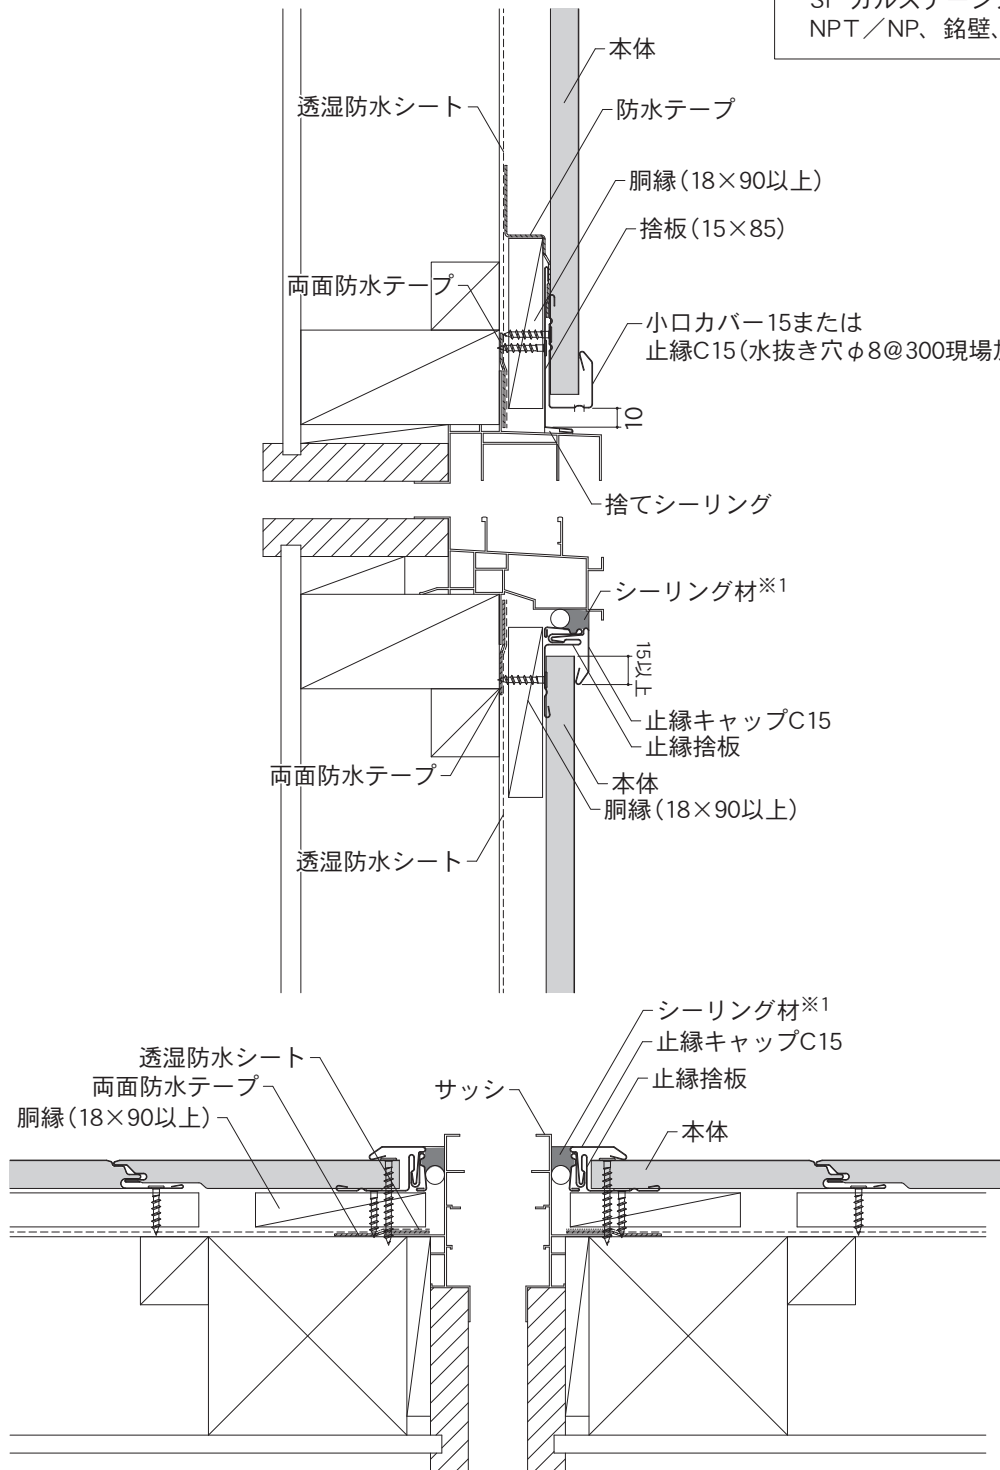 NPT／NP、銘壁、
本体
透湿防水シート
防水テープ
胴縁（18×90以上）
捨板（15×85）
両面防水テープ
小口カバー15または
止縁C15（水抜き穴φ8@300現場
10
捨てシーリング
シーリング材※1
15以上
止縁キャップC15
止縁捨板
両面防水テープ
本体
胴縁（18×90以上）
透湿防水シート
シーリング材※1
止縁キャップC15
透湿防水シート
止縁捨板
両面防水テープ
サッシ
胴縁（18×90以上）
本体